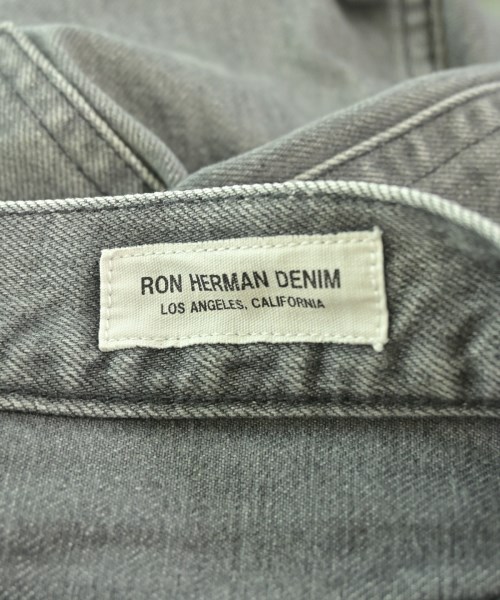 RON HERMAN DENIM
LOS ANGELES, CALIFORNIA